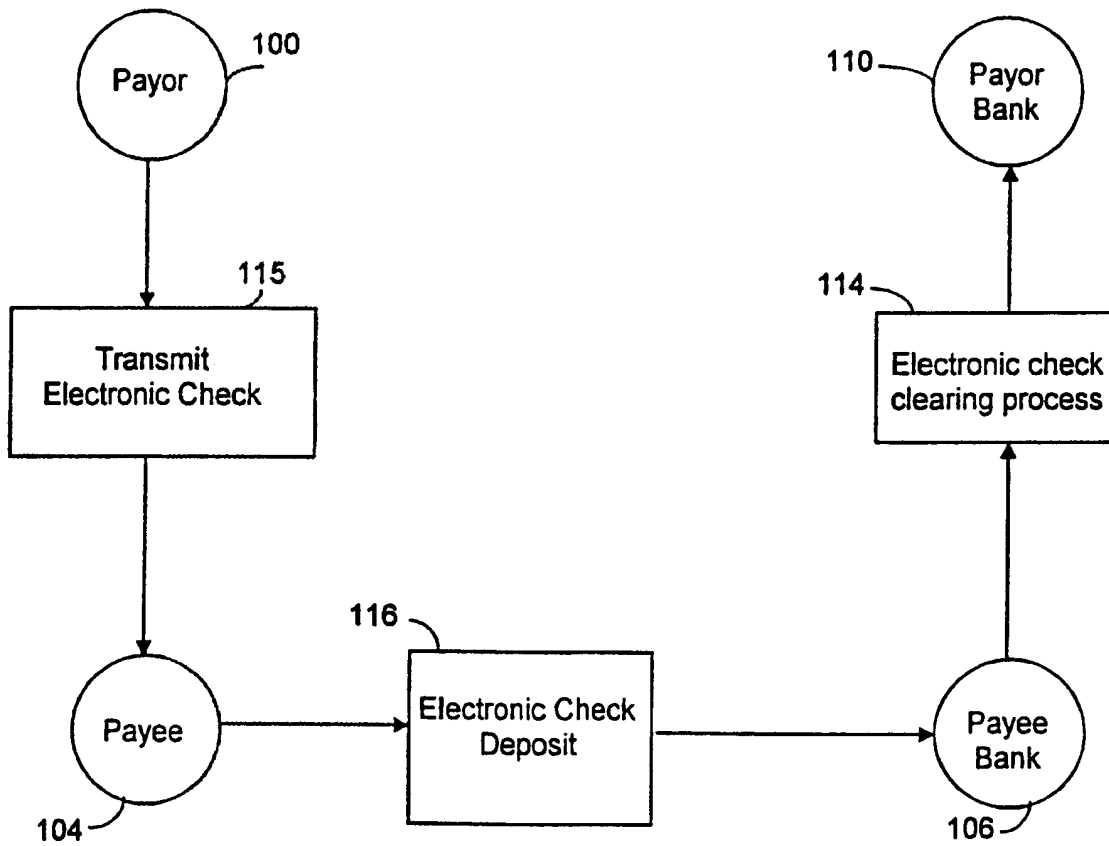 Payor
100
110
Payor
Bank
115
Transmit
Electronic Check
114
Electronic check
clearing process
116
Electronic Check
Deposit
Payee
104
Payee
Bank
106